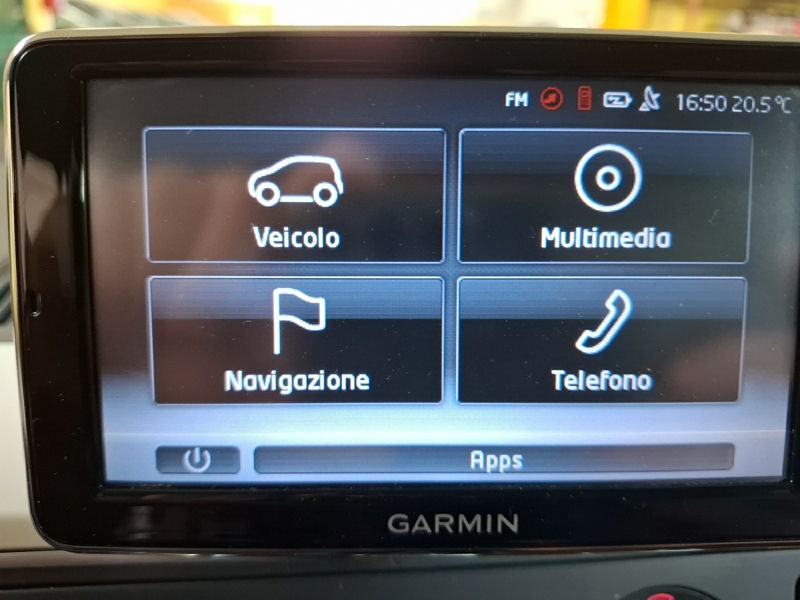 FM 16:50 20.5°C
Veicolo
Multimedia
Navigazione
Telefono
Apps
GARMIN